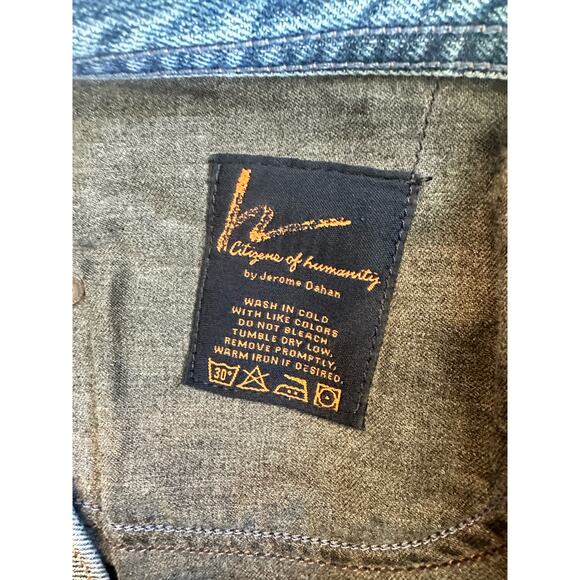 h
Citizens of humanity
by Jerome Dahan
WASH IN COLD
WITH LIKE COLORS
DO NOT BLEACH
TUMBLE DRY LOW,
REMOVE PROMPTLY,
WARM IRON IF DESIRED.
30°